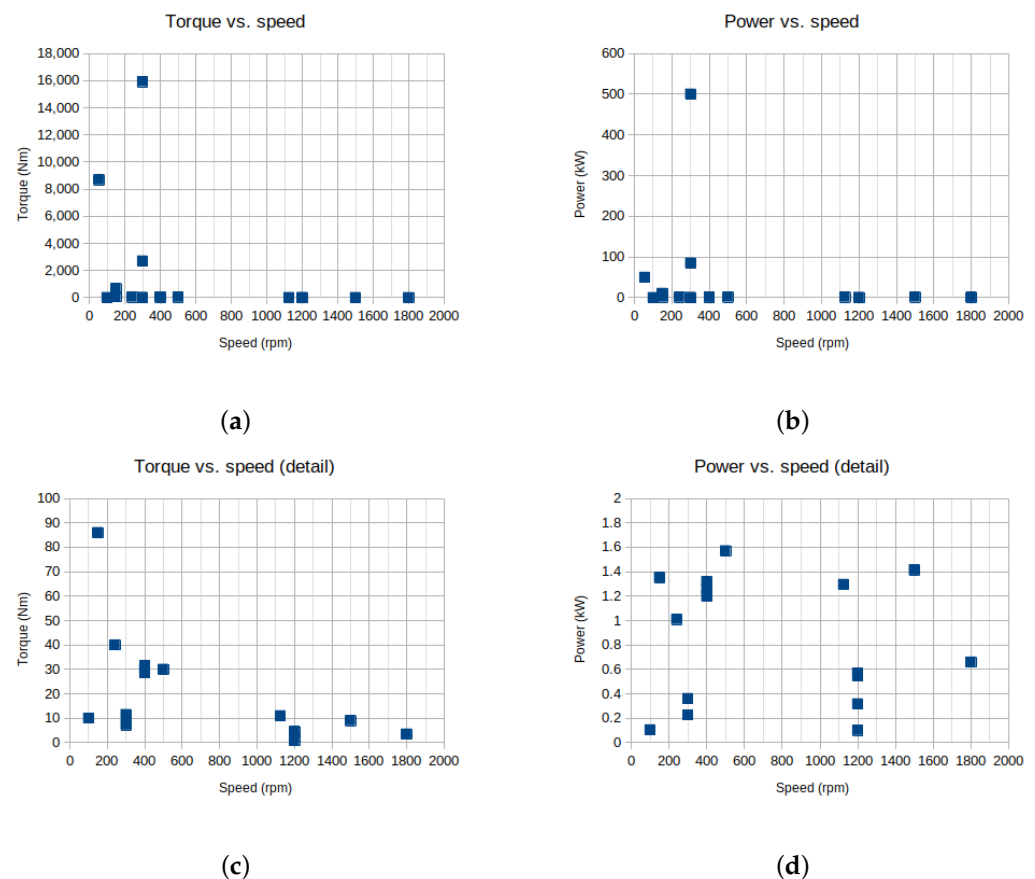 Torque vs. speed
18,000
16,000
14,000
12,000
10,000
8,000
6,000
4,000
2,000
0
Torque (Nm)
0 200 400 600 800 1000 1200 1400 1600 1800 2000
Speed (rpm)
(a)
Power vs. speed
600
500
400
300
200
100
0
Power (kW)
0 200 400 600 800 1000 1200 1400 1600 1800 2000
Speed (rpm)
(b)
Torque vs. speed (detail)
100
90
80
70
60
50
40
30
20
10
0
Torque (Nm)
0 200 400 600 800 1000 1200 1400 1600 1800 2000
Speed (rpm)
(c)
Power vs. speed (detail)
2
1.8
1.6
1.4
1.2
1
0.8
0.6
0.4
0.2
0
Power (kW)
0 200 400 600 800 1000 1200 1400 1600 1800 2000
Speed (rpm)
(d)